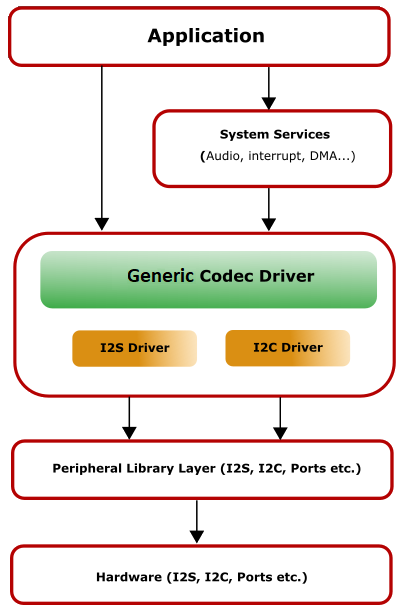 Application
System Services
(Audio, interrupt, DMA...)
Generic Codec Driver
I2S Driver
I2C Driver
Peripheral Library Layer (I2S, I2C, Ports etc.)
Hardware (I2S, I2C, Ports etc.)